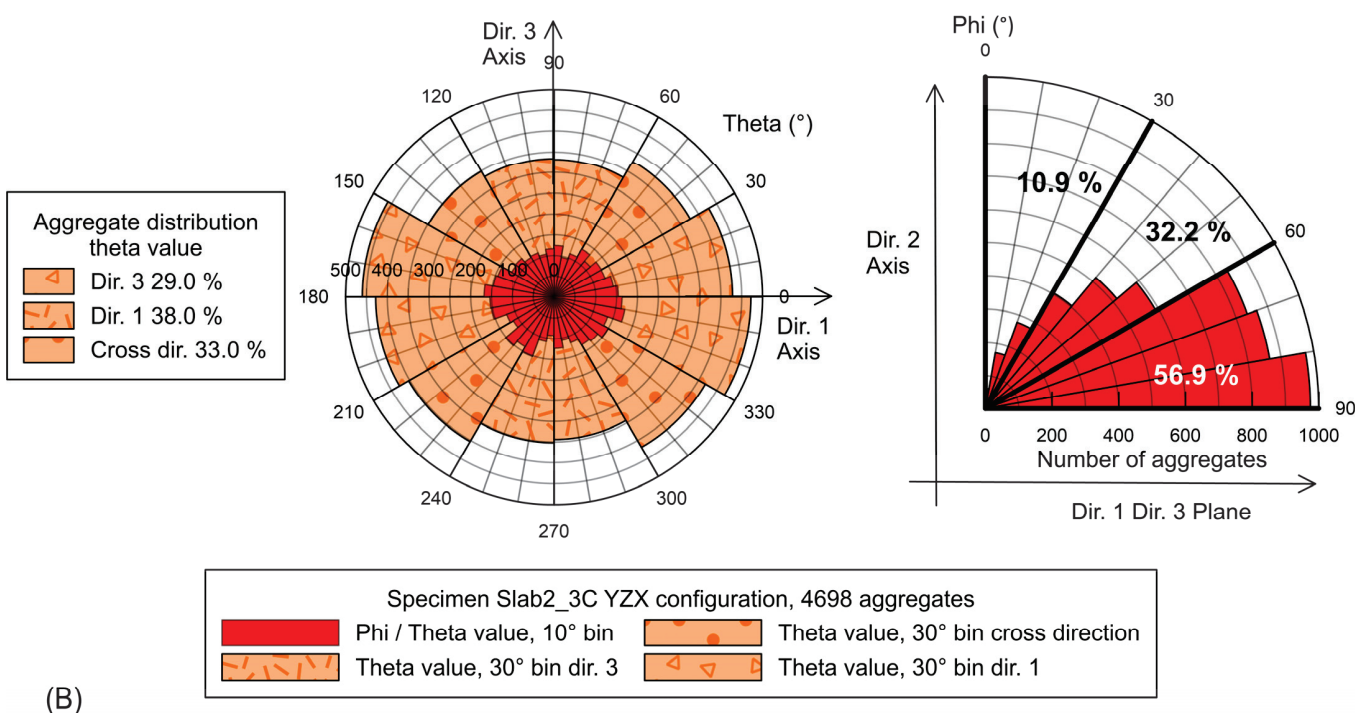 Dir. 3
Axis
90
120
60
Theta (°)
150
30
500 400 300 200 100 0
180
0
Dir. 1
Axis
210
330
240
300
270
Aggregate distribution
theta value
Dir. 3 29.0 %
Dir. 1 38.0 %
Cross dir. 33.0 %
Phi (°)
0
30
10.9 %
32.2 %
60
Dir. 2
Axis
56.9 %
90
0 200 400 600 800 1000
Number of aggregates
Dir. 1 Dir. 3 Plane
Specimen Slab2_3C YZX configuration, 4698 aggregates
Phi / Theta value, 10° bin
Theta value, 30° bin cross direction
Theta value, 30° bin dir. 3
Theta value, 30° bin dir. 1
(B)